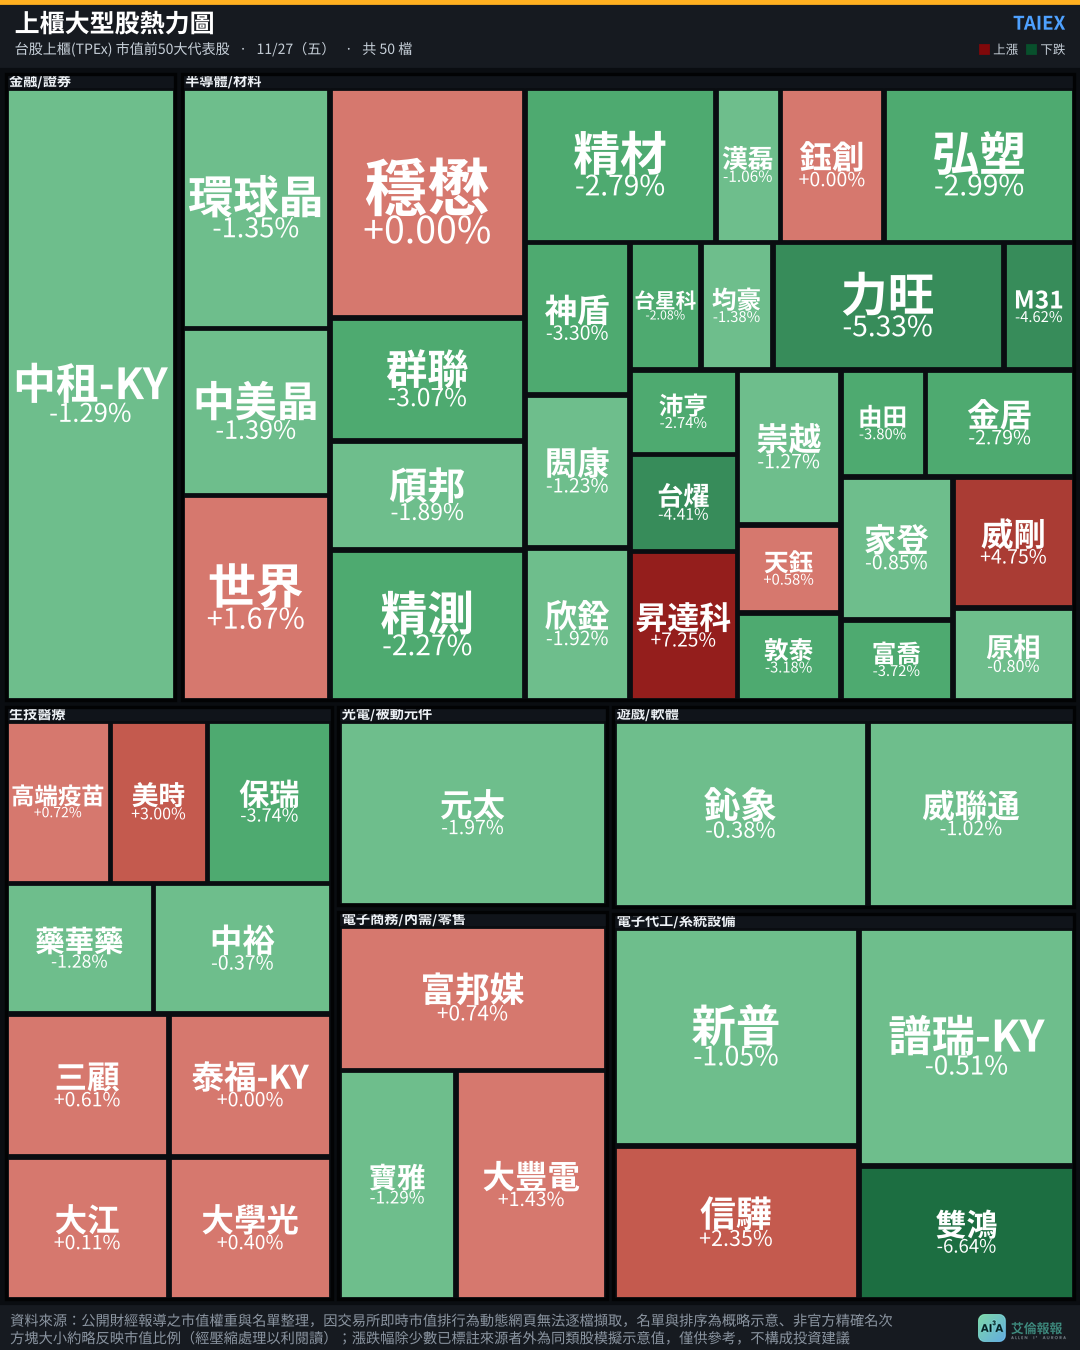 上櫃大型股熱力圖
TAIEX
台股上櫃(TPEx) 市值前50大代表股 · 11/27（五） · 共 50 檔
上漲 下跌
金融/證券
中租-KY
-1.29%
半導體/材料
環球晶
-1.35%
中美晶
-1.39%
世界
+1.67%
穩懋
+0.00%
群聯
-3.07%
頎邦
-1.89%
精測
-2.27%
精材
-2.79%
漢磊
-1.06%
鈺創
+0.00%
弘塑
-2.99%
神盾
-3.30%
台星科
-2.08%
均豪
-1.38%
力旺
-5.33%
M31
-4.62%
閎康
-1.23%
欣銓
-1.92%
沛亨
-2.74%
台燿
-4.41%
昇達科
+7.25%
崇越
-1.27%
天鈺
+0.58%
敦泰
-3.18%
由田
-3.80%
金居
-2.79%
家登
-0.85%
威剛
+4.75%
富喬
-3.72%
原相
-0.80%
生技醫療
高端疫苗
+0.72%
美時
+3.00%
保瑞
-3.74%
藥華藥
-1.28%
中裕
-0.37%
三顧
+0.61%
泰福-KY
+0.00%
大江
+0.11%
大學光
+0.40%
光電/被動元件
元太
-1.97%
電子商務/內需/零售
富邦媒
+0.74%
寶雅
-1.29%
大豐電
+1.43%
遊戲/軟體
鈊象
-0.38%
威聯通
-1.02%
電子代工/系統設備
新普
-1.05%
譜瑞-KY
-0.51%
信驊
+2.35%
雙鴻
-6.64%
資料來源：公開財經報導之市值權重與名單整理，因交易所即時市值排行為動態網頁無法逐檔擷取，名單與排序為概略示意、非官方精確名次
方塊大小約略反映市值比例（經壓縮處理以利閱讀）；漲跌幅除少數已標註來源者外為同類股模擬示意值，僅供參考，不構成投資建議
艾倫報報